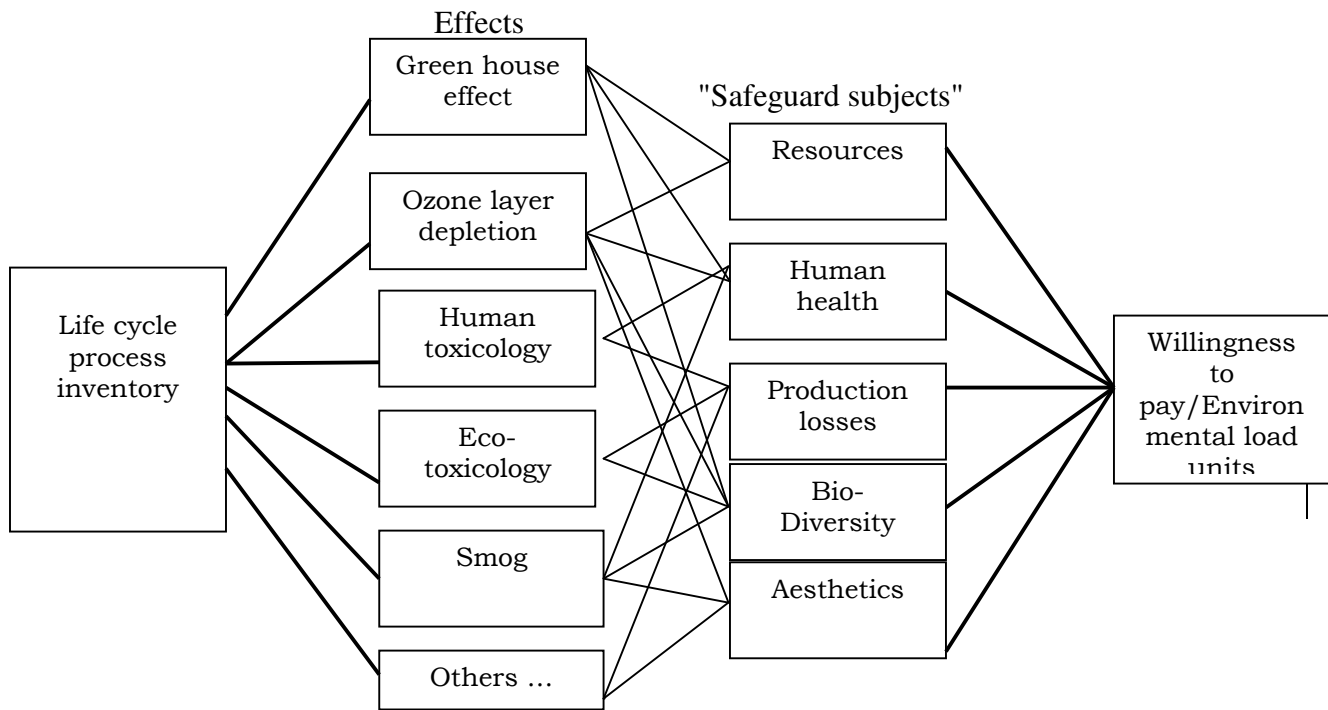 Effects
Green house
effect
"Safeguard subjects"
Resources
Ozone layer
depletion
Human
health
Life cycle
process
inventory
Human
toxicology
Willingness
to
pay/Environ
mental load
units
Production
losses
Eco-
toxicology
Bio-
Diversity
Smog
Aesthetics
Others …